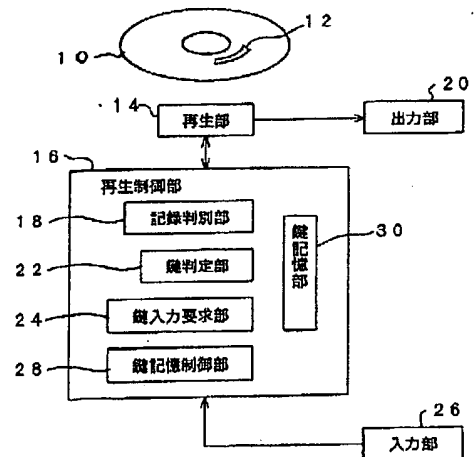 12
10
20
14
再生部
出力部
16
再生制御部
18
記録判別部
30
鍵記憶部
22
鍵判定部
24
鍵入力要求部
28
鍵記憶制御部
26
入力部